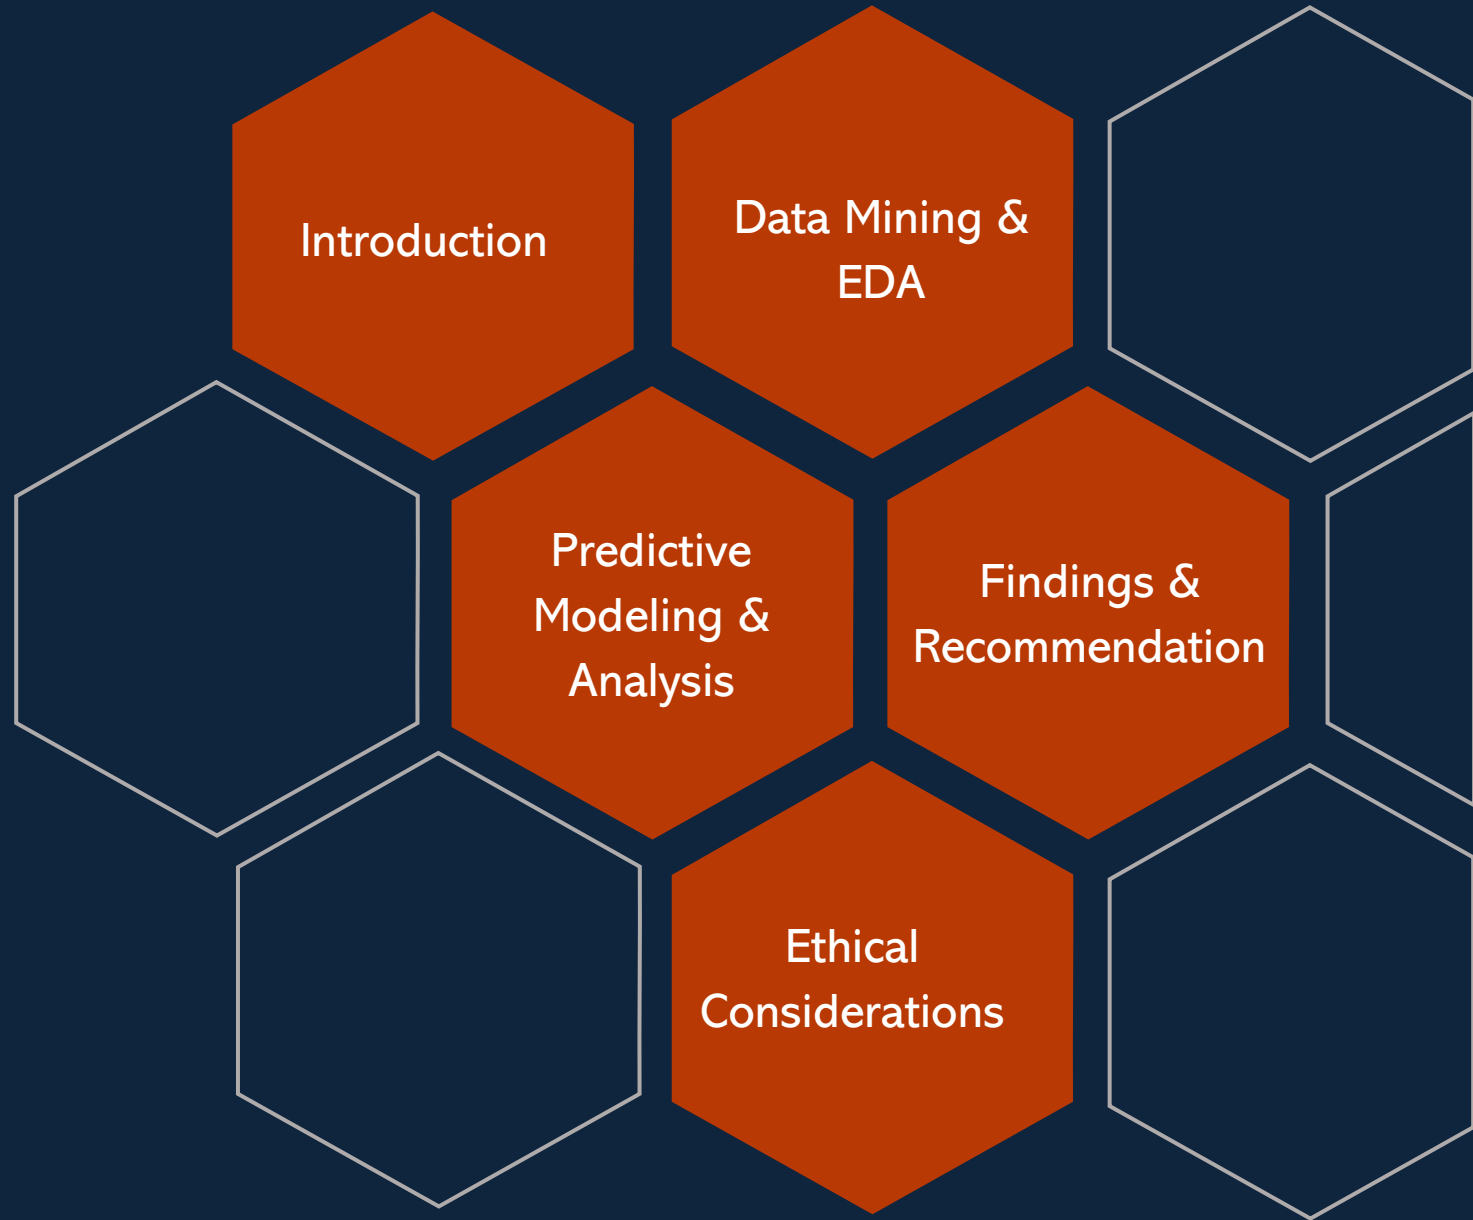 Introduction
Data Mining &
EDA
Predictive
Modeling &
Analysis
Findings &
Recommendation
Ethical
Considerations